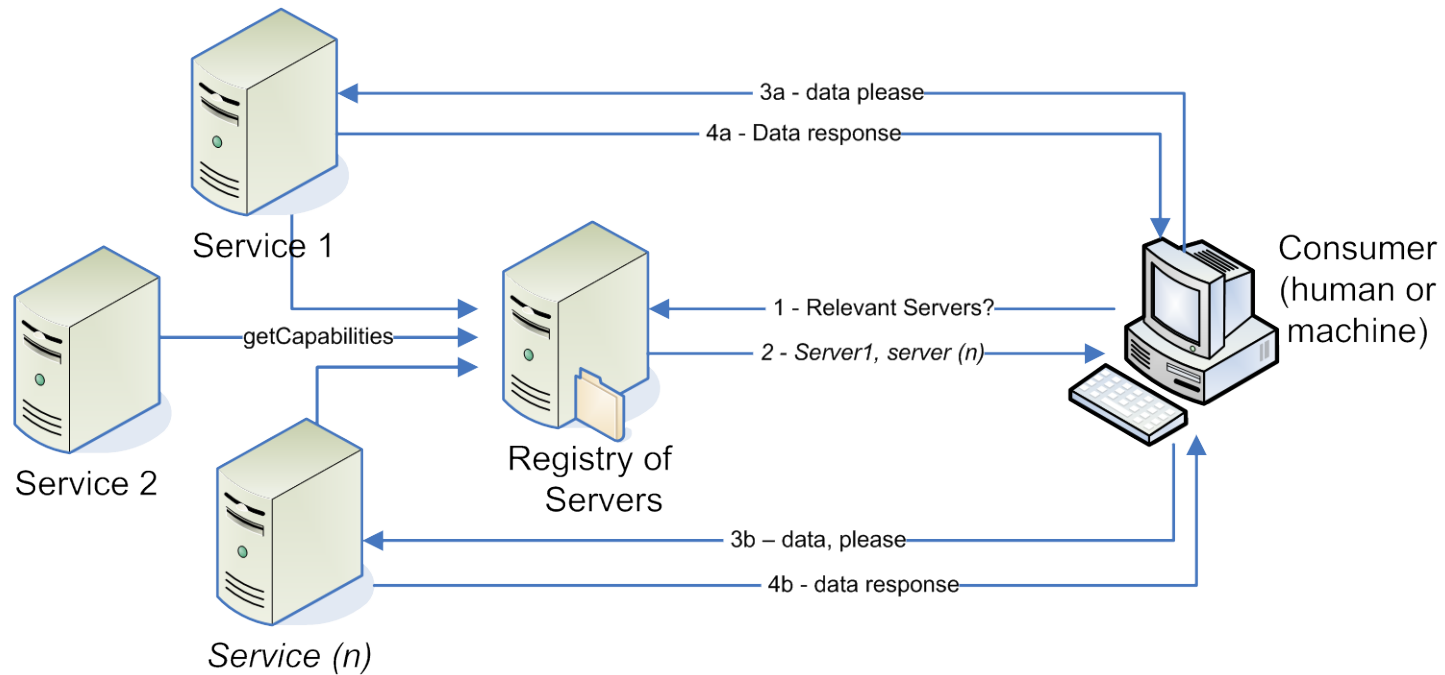 3a - data please
4a - Data response
Service 1
Consumer
(human or
machine)
1 - Relevant Servers?
getCapabilities
2 - Server1, server (n)
Registry of
Servers
Service 2
3b – data, please
4b - data response
Service (n)